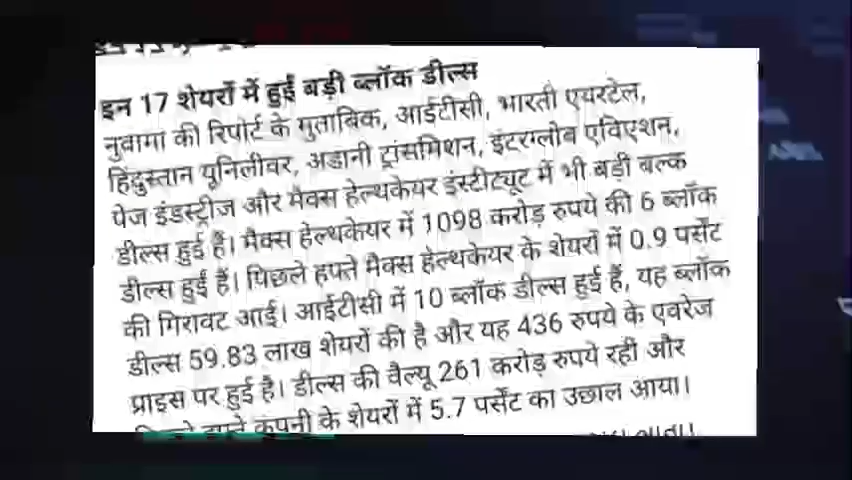 इन 17 शेयरों में हुईं बड़ी ब्लॉक डील्स
नुवामा की रिपोर्ट के मुताबिक, आईटीसी, भारती एयरटेल,
हिंदुस्तान यूनिलीवर, अडानी ट्रांसमिशन, इंटरग्लोब एविएशन,
पेज इंडस्ट्रीज और मैक्स हेल्थकेयर इंस्टीट्यूट में भी बड़ी बल्क
डील्स हुई हैं। मैक्स हेल्थकेयर में 1098 करोड़ रुपये की 6 ब्लॉक
डील्स हुईं हैं। पिछले हफ्ते मैक्स हेल्थकेयर के शेयरों में 0.9 पर्सेंट
की गिरावट आई। आईटीसी में 10 ब्लॉक डील्स हुई हैं, यह ब्लॉक
डील्स 59.83 लाख शेयरों की है और यह 436 रुपये के एवरेज
प्राइस पर हुई है। डील्स की वैल्यू 261 करोड़ रुपये रही और
कंपनी के शेयरों में 5.7 पर्सेंट का उछाल आया।